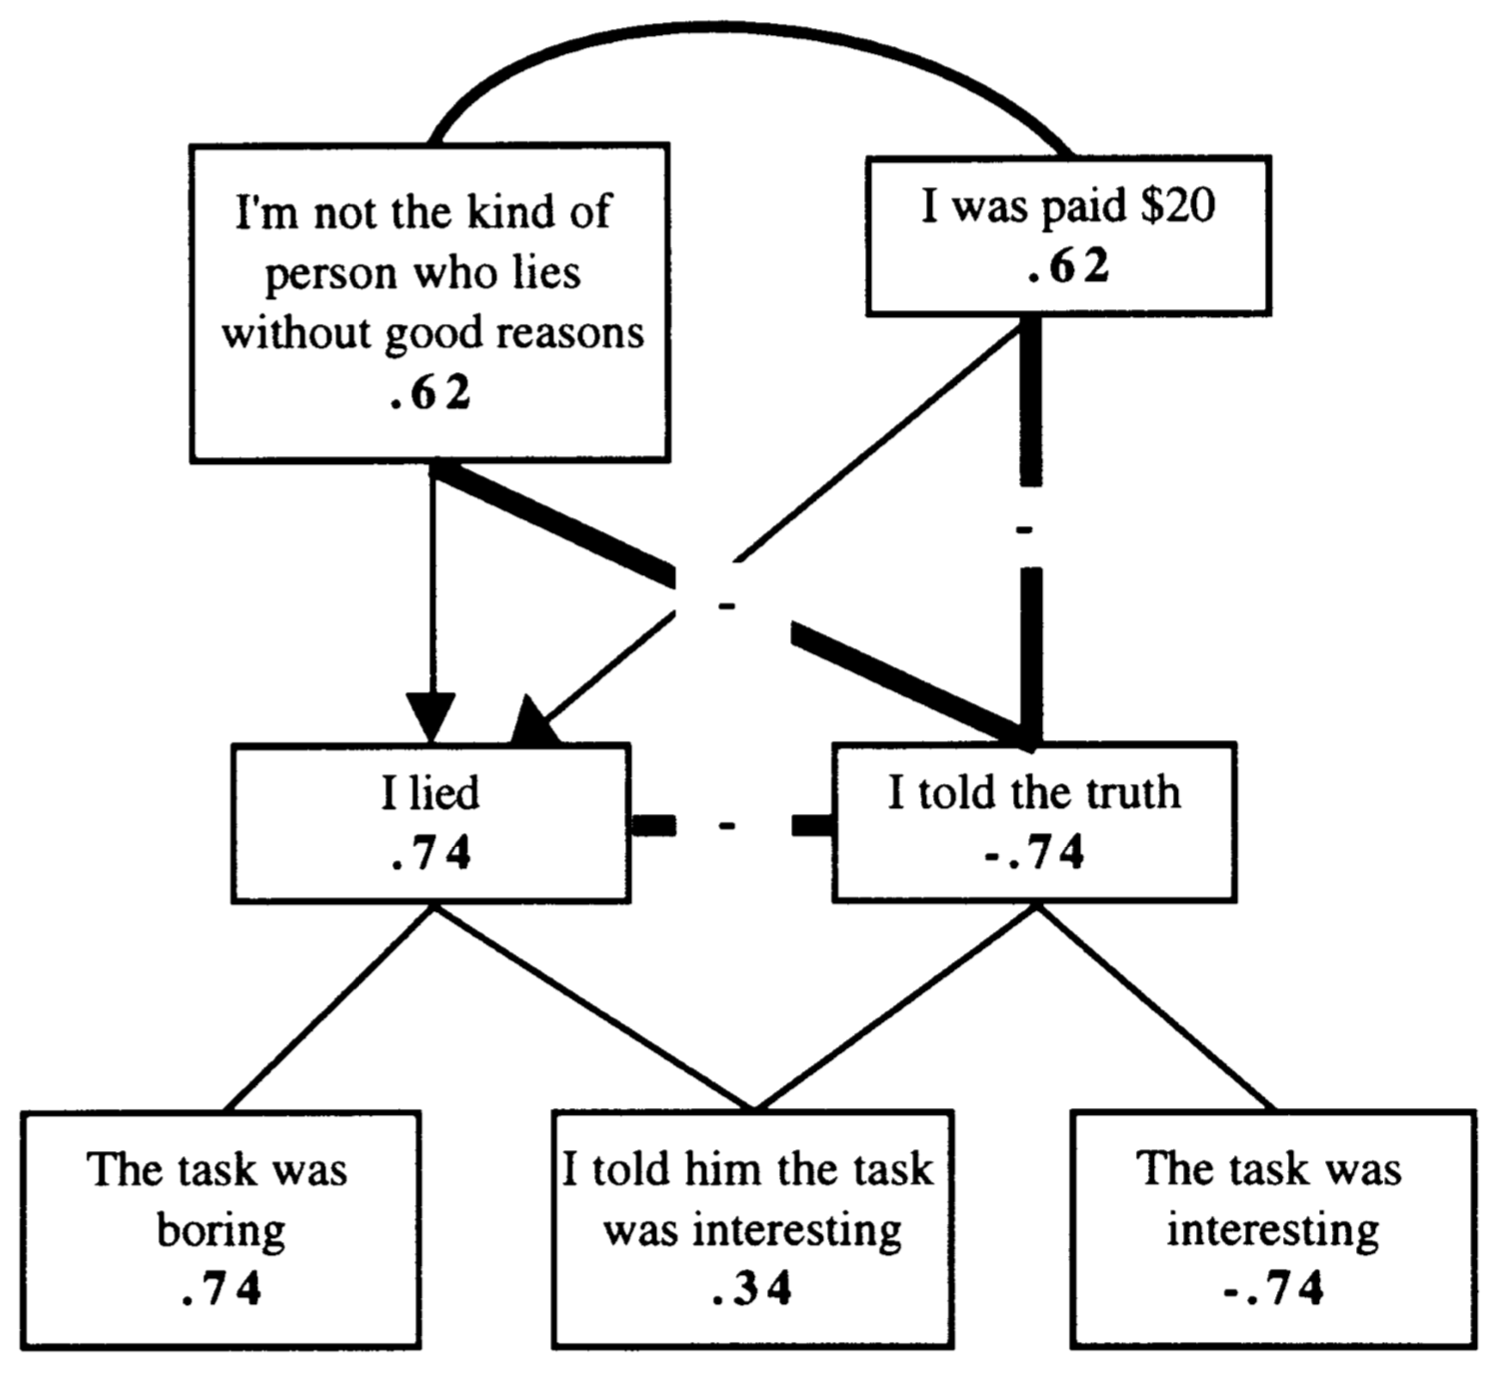 I'm not the kind of
person who lies
without good reasons
.62
I was paid $20
.62
-
-
I lied
.74
-
I told the truth
-.74
The task was
boring
.74
I told him the task
was interesting
.34
The task was
interesting
-.74